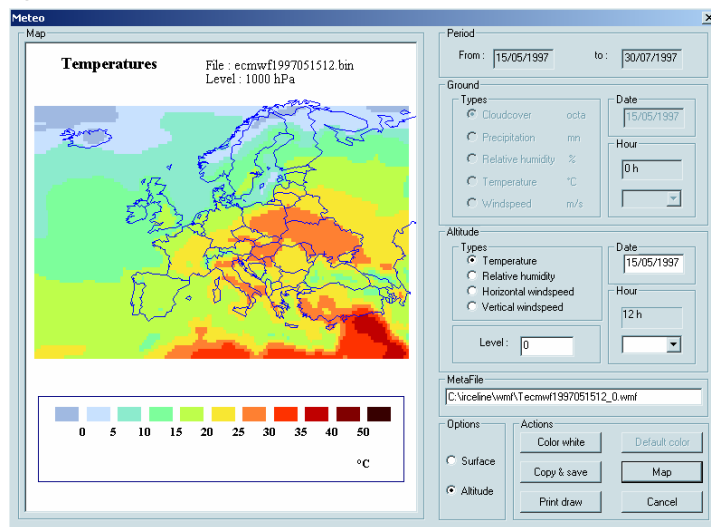 Meteo
Map
Temperatures
File : ecmwf1997051512.bin
Level : 1000 hPa
0 5 10 15 20 25 30 35 40 50
°C
Period
From : 15/05/1997 to : 30/07/1997
Ground
Types
Cloudcover octa
Precipitation mn
Relative humidity %
Temperature °C
Windspeed m/s
Date
15/05/1997
Hour
0 h
Altitude
Types
Temperature
Relative humidity
Horizontal windspeed
Vertical windspeed
Level : 0
Date
15/05/1997
Hour
12 h
MetaFile
C:\irceline\wmf\Tecmwf1997051512_0.wmf
Options
Surface
Altitude
Actions
Color white Default color
Copy & save Map
Print draw Cancel